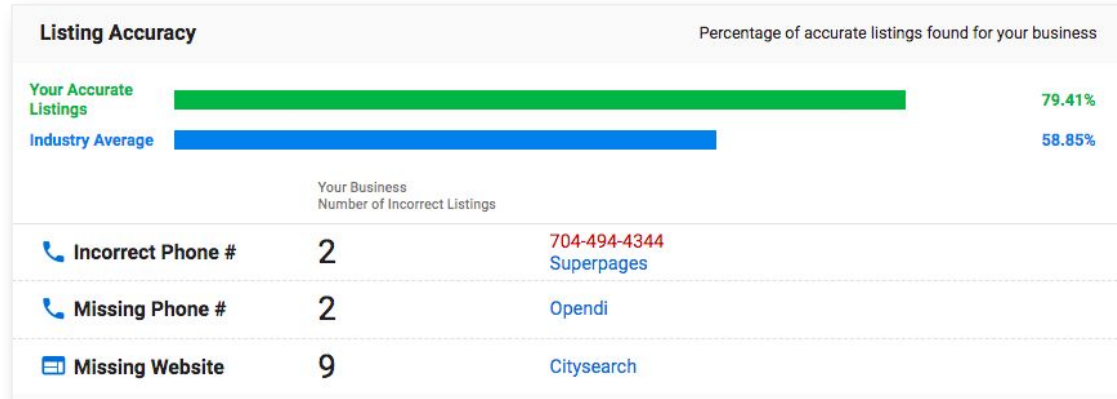 Listing Accuracy
Percentage of accurate listings found for your business
Your Accurate
Listings
79.41%
Industry Average
58.85%
Your Business
Number of Incorrect Listings
Incorrect Phone #
2
704-494-4344
Superpages
Missing Phone #
2
Opendi
Missing Website
9
Citysearch